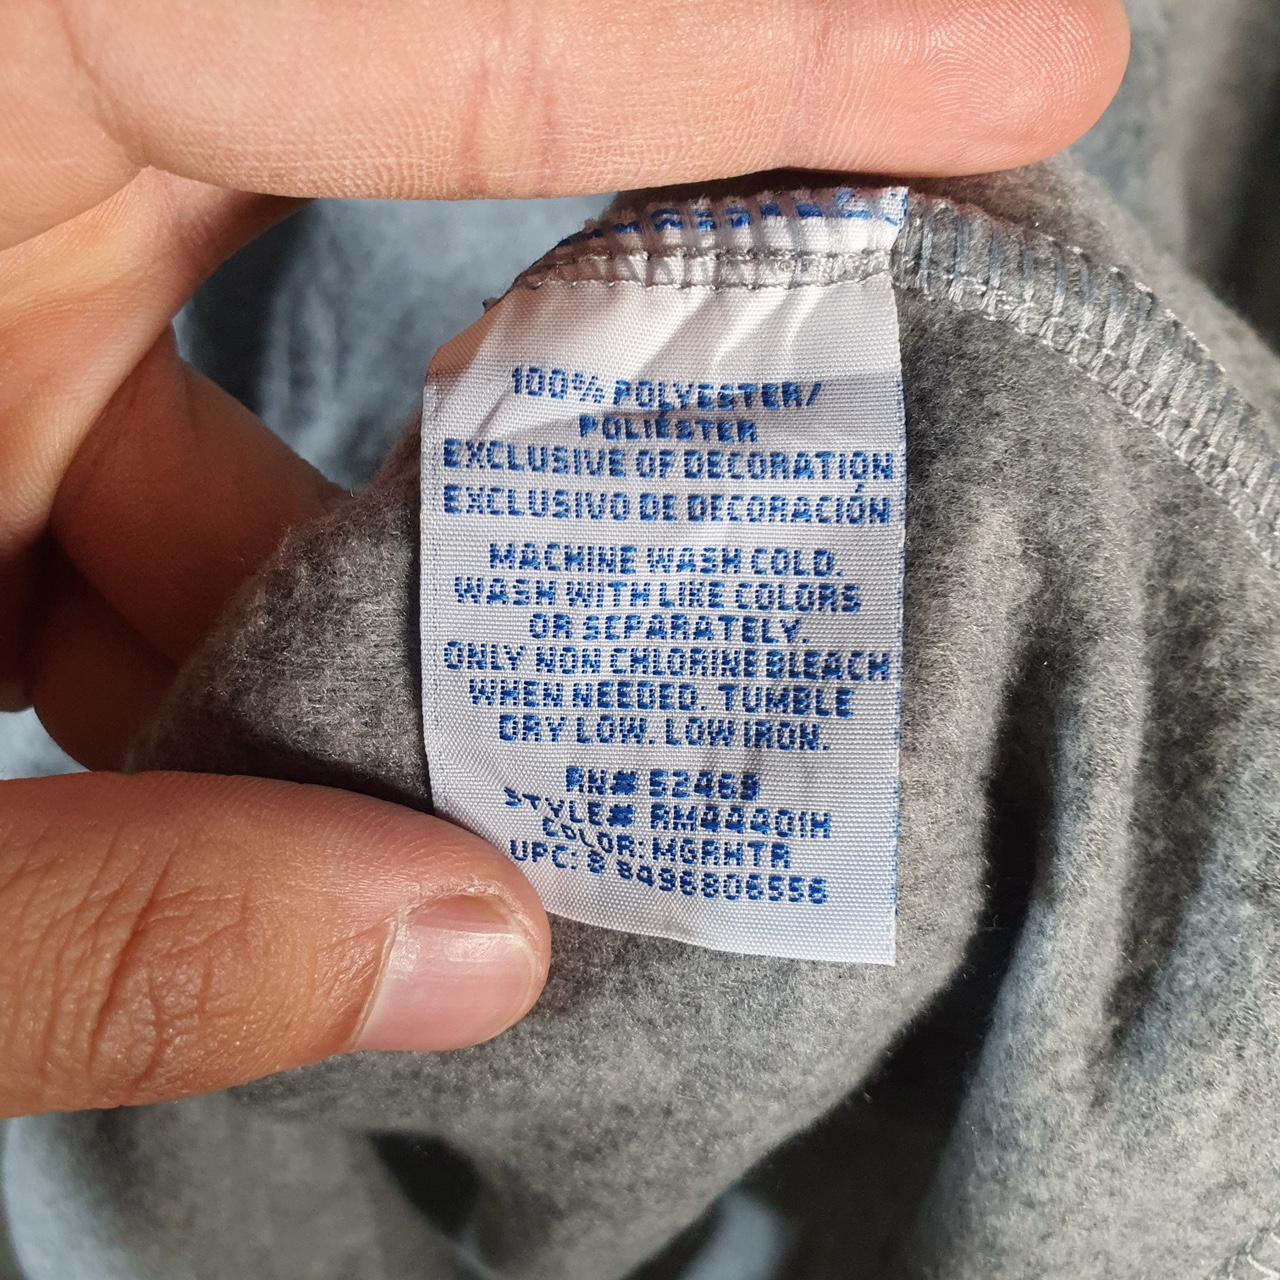 100% POLYESTER/
POLIÉSTER
EXCLUSIVE OF DECORATION
EXCLUSIVO DE DECORACIÓN
MACHINE WASH COLD.
WASH WITH LIKE COLORS
OR SEPARATELY.
ONLY NON CHLORINE BLEACH
WHEN NEEDED. TUMBLE
DRY LOW. LOW IRON.
RN# 52469
STYLE# RM44401H
COLOR: MGRHTR
UPC: 8 8496806556